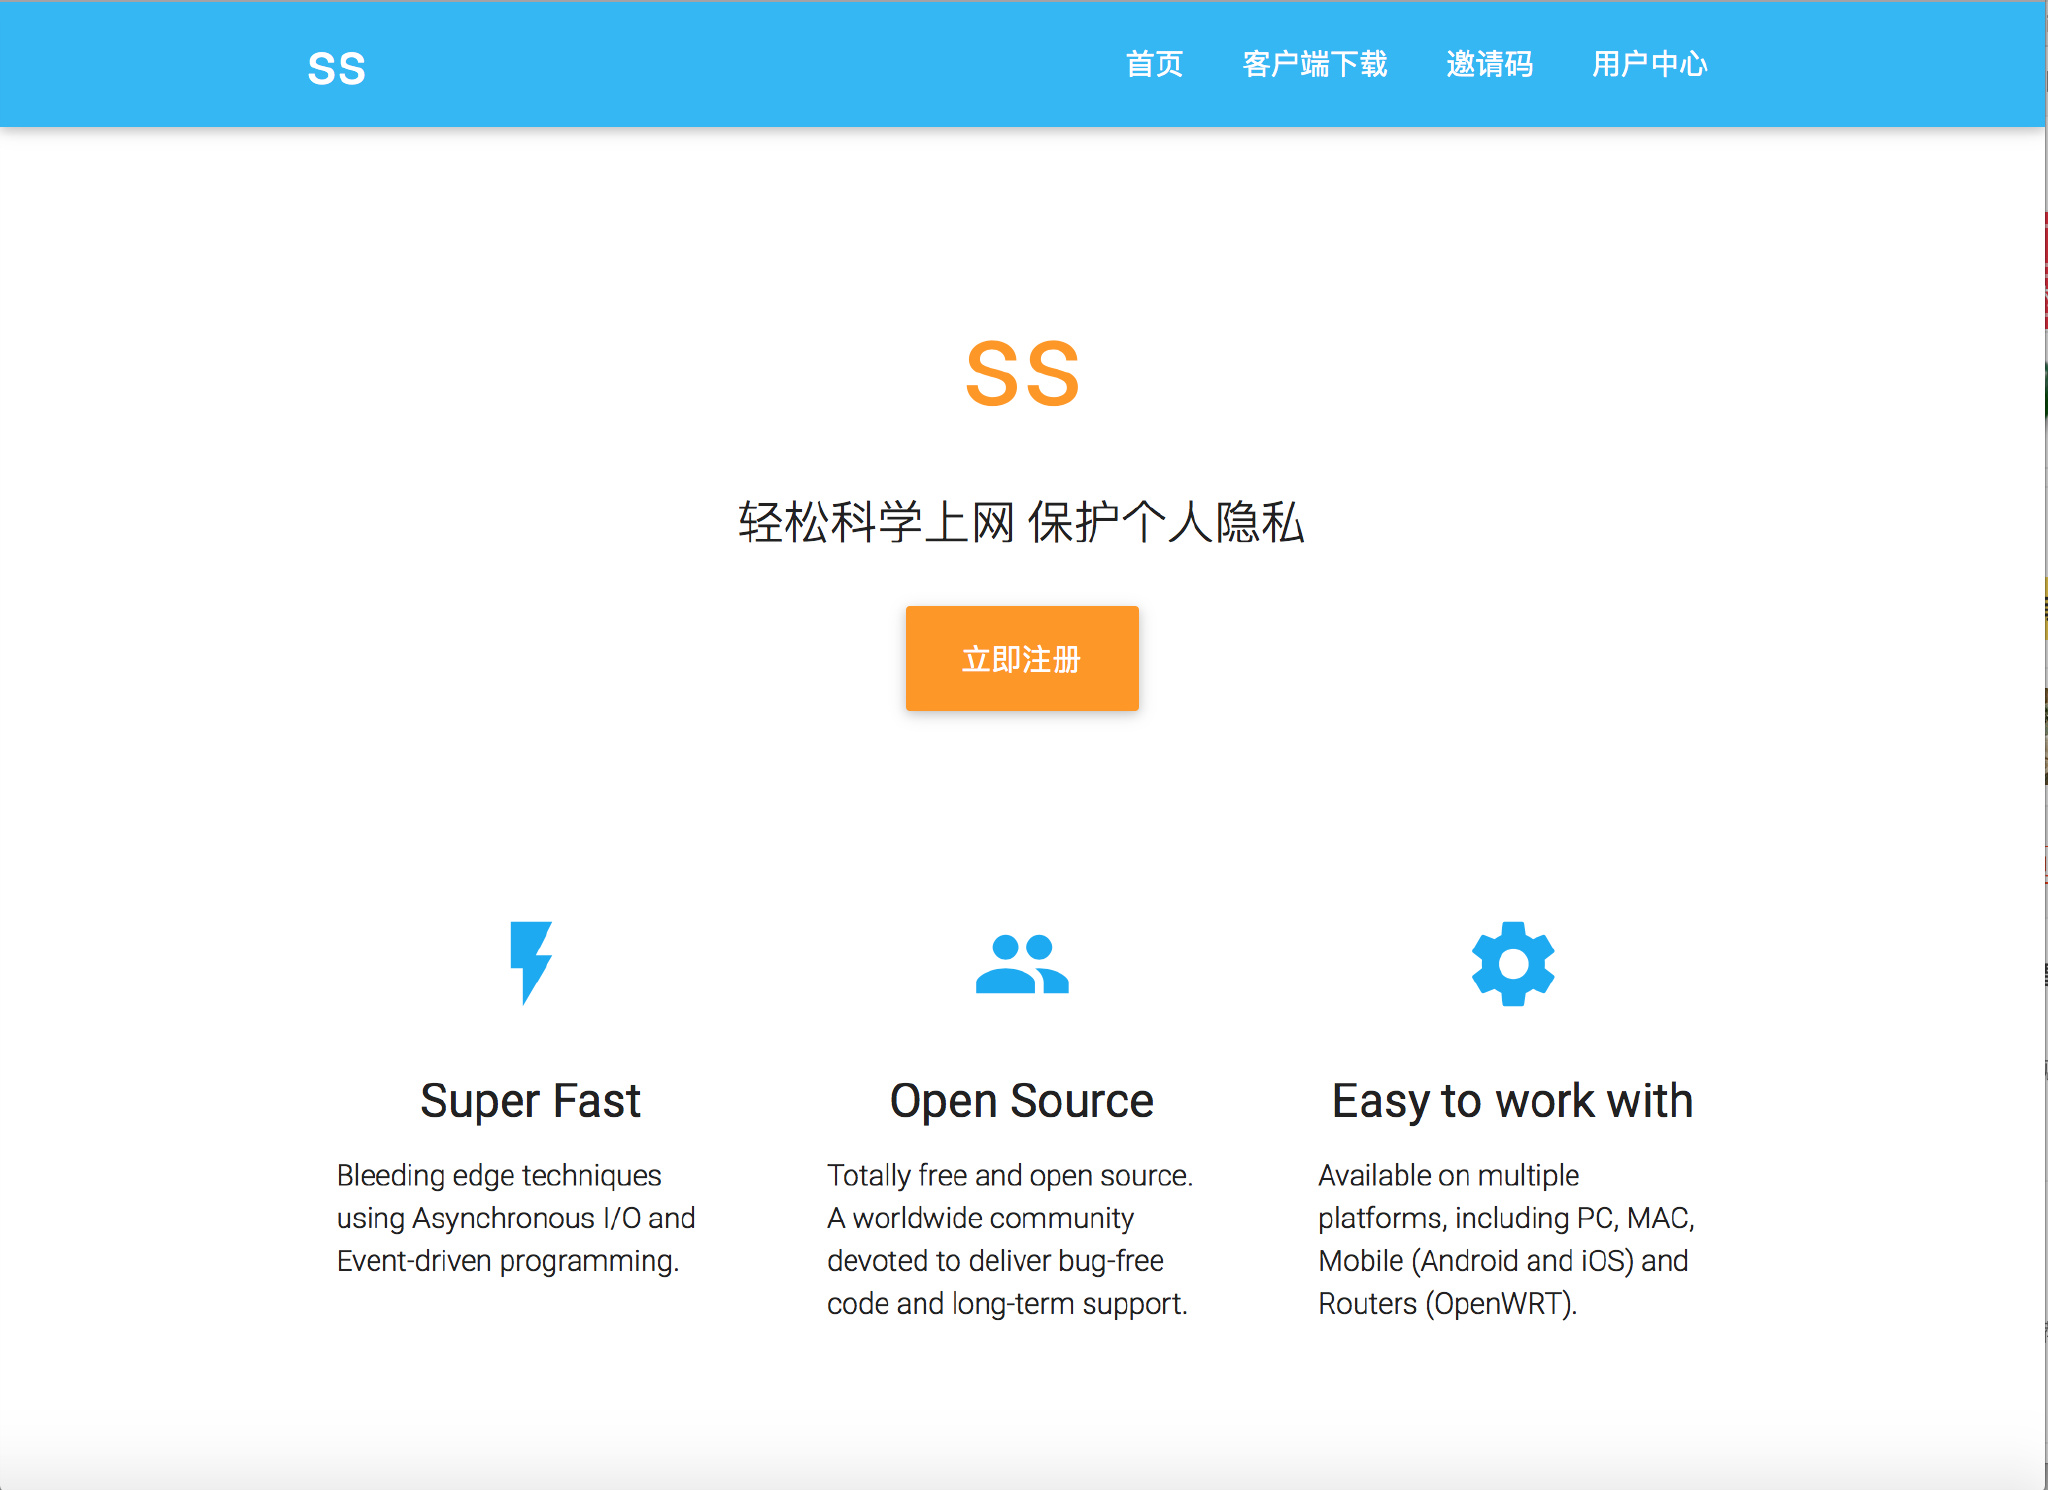 ss
首页 客户端下载 邀请码 用户中心
ss
轻松科学上网 保护个人隐私
立即注册
Super Fast
Bleeding edge techniques
using Asynchronous I/O and
Event-driven programming.
Open Source
Totally free and open source.
A worldwide community
devoted to deliver bug-free
code and long-term support.
Easy to work with
Available on multiple
platforms, including PC, MAC,
Mobile (Android and iOS) and
Routers (OpenWRT).